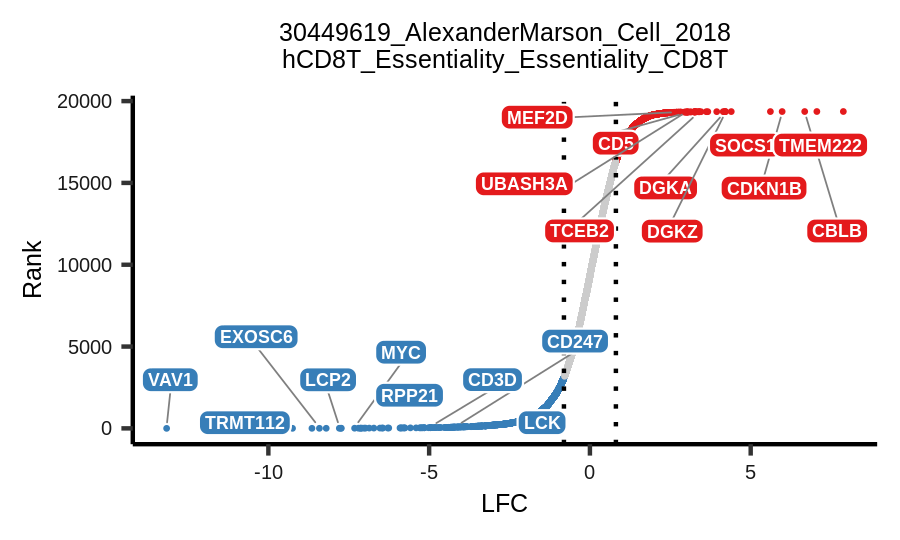 30449619_AlexanderMarson_Cell_2018
hCD8T_Essentiality_Essentiality_CD8T
20000
MEF2D
CD5
SOCS1
TMEM222
15000
UBASH3A
DGKA
CDKN1B
TCEB2
DGKZ
CBLB
10000
Rank
5000
EXOSC6
MYC
CD247
VAV1
LCP2
RPP21
CD3D
TRMT112
LCK
0
-10
-5
0
5
LFC